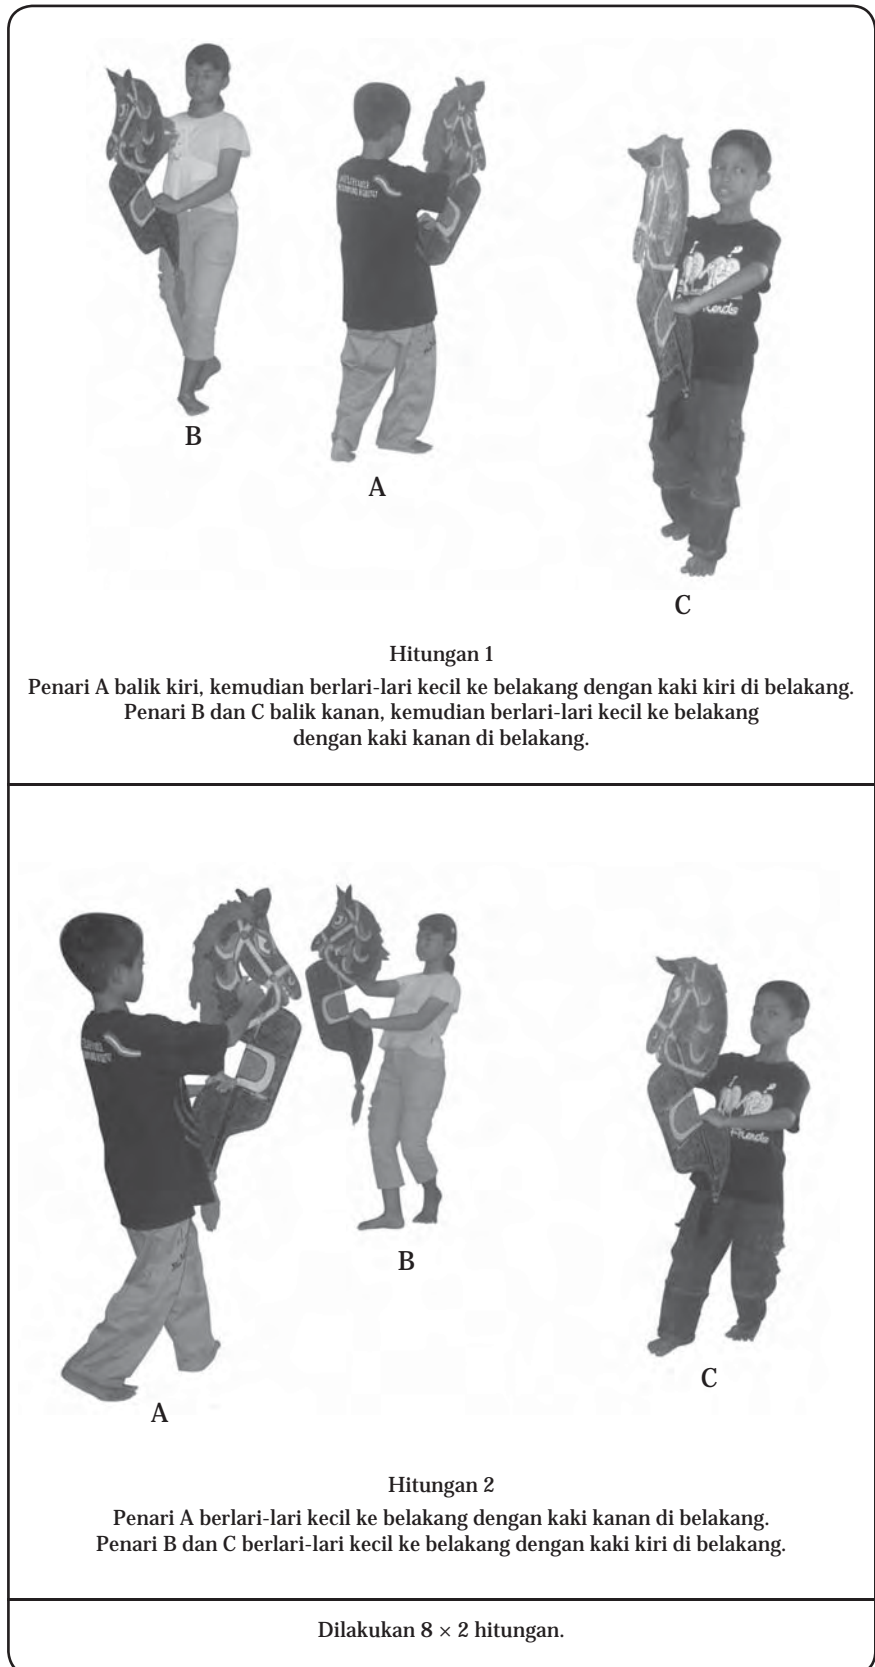 B
A
C
Hitungan 1
Penari A balik kiri, kemudian berlari-lari kecil ke belakang dengan kaki kiri di belakang.
Penari B dan C balik kanan, kemudian berlari-lari kecil ke belakang
dengan kaki kanan di belakang.
B
C
A
Hitungan 2
Penari A berlari-lari kecil ke belakang dengan kaki kanan di belakang.
Penari B dan C berlari-lari kecil ke belakang dengan kaki kiri di belakang.
Dilakukan 8 × 2 hitungan.